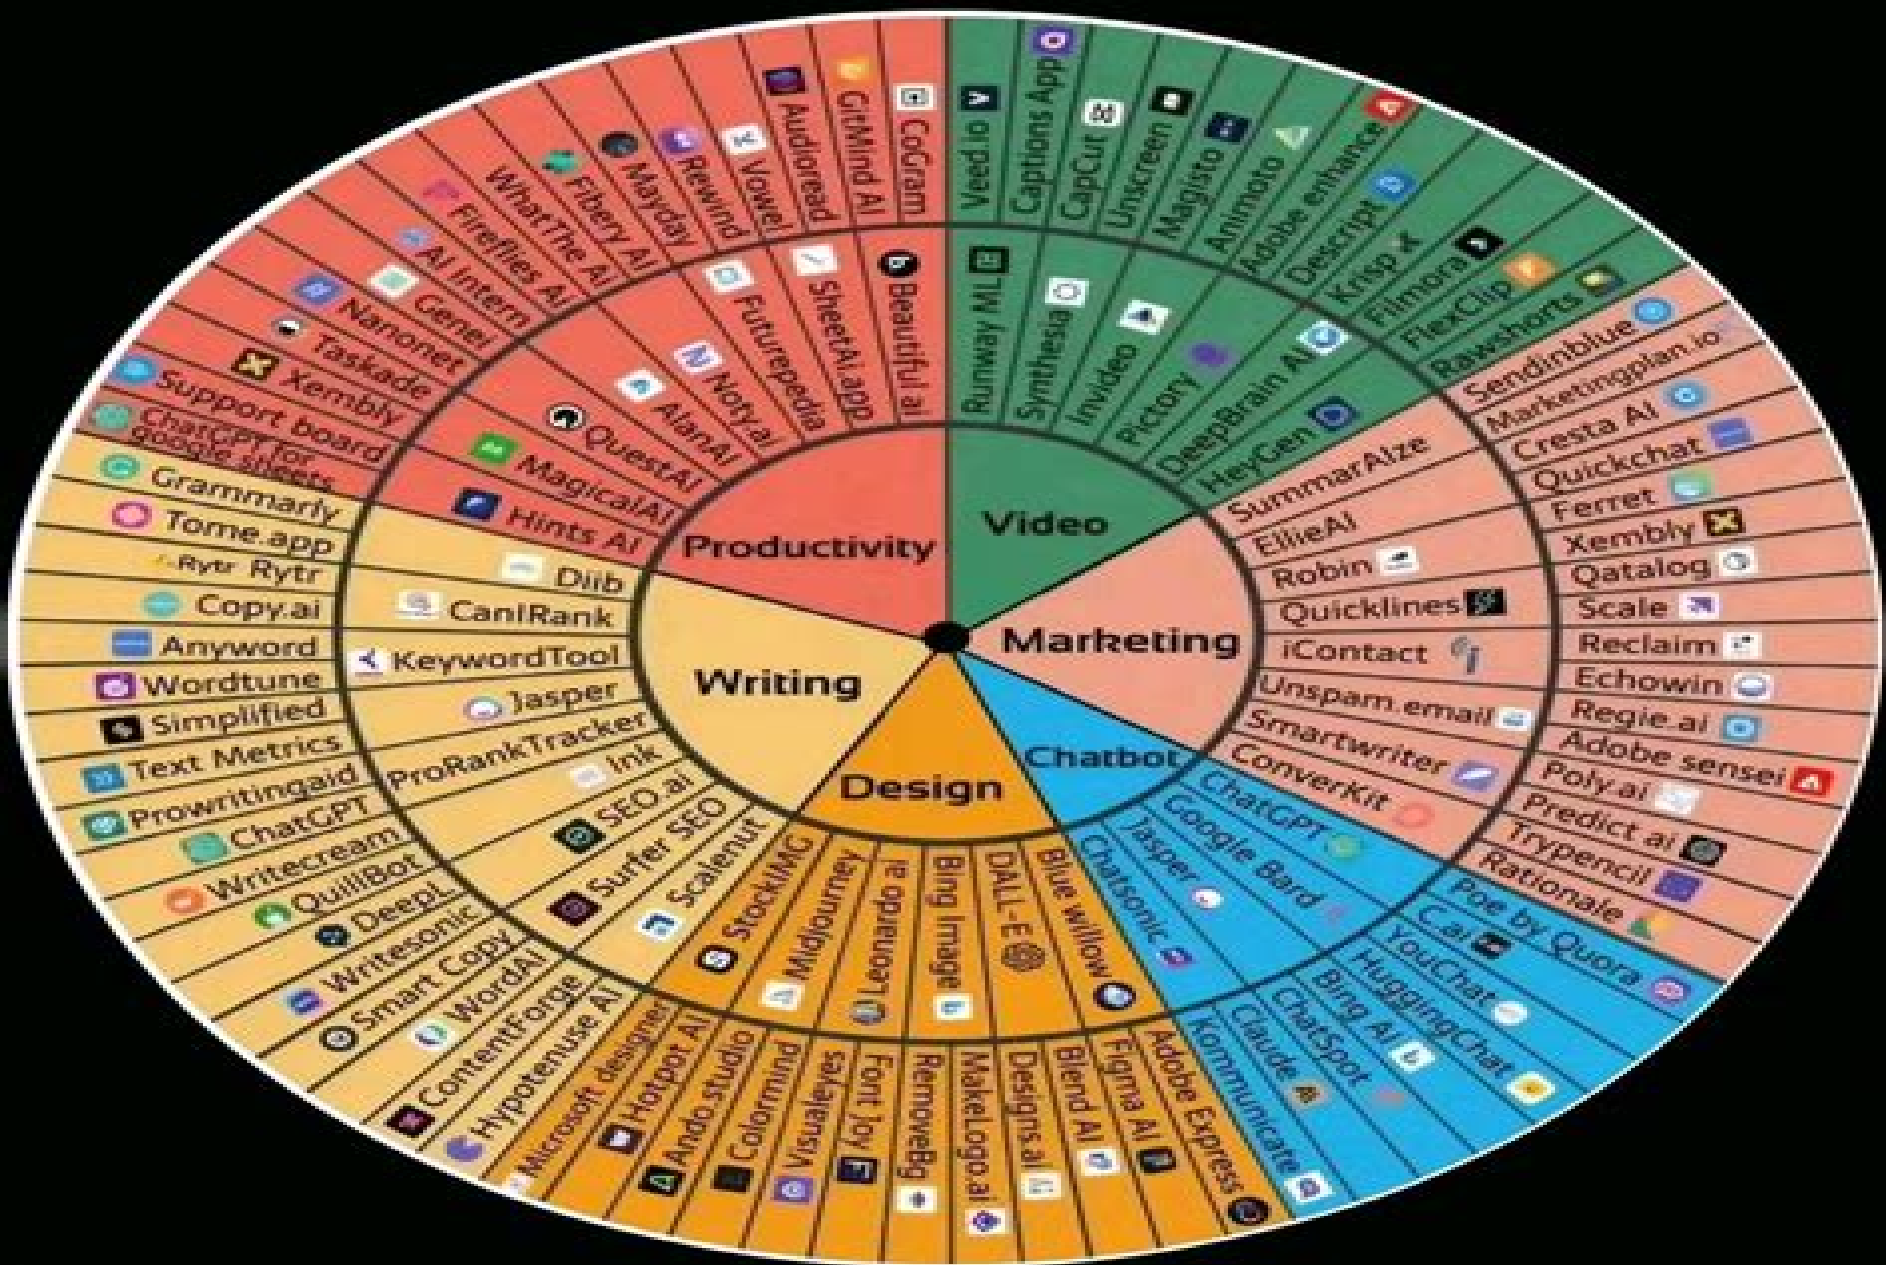 Productivity
Video
Marketing
Chatbot
Design
Writing
Hints AI
MagicalAI
QuestAI
AlanAI
Noty.ai
Futurepedia
SheetAI.app
Beautiful ai
ChatGPT for
google sheets
Support board
Xembly
Taskade
Nanonet
Genei
AI Intern
Fireflies AI
WhatThe AI
Fibery AI
Mayday
Rewind
Vowel
Audioread
GitMind AI
CoGram
Runway ML
Synthesia
Invideo
Pictory
DeepBrain AI
HeyGen
Veed.io
Captions App
CapCut
Unscreen
Magisto
Animoto
Adobe enhance
Descript
Krisp
Filmora
FlexClip
Rawshorts
SummarAIze
EllieAI
Robin
Quicklines
iContact
Unspam.email
Smartwriter
ConverKit
Sendinblue
Marketingplan.io
Cresta AI
Quickchat
Ferret
Xembly
Qatalog
Scale
Reclaim
Echowin
Regie.ai
Adobe sensei
Poly.ai
Predict ai
Trypencil
Rationale
ChatGPT
Google Bard
Jasper
Chatsonic
Poe by Quora
C.ai
YouChat
HuggingChat
Bing AI
ChatSpot
Claude
Kommunicate
Blue willow
DALL-E
Bing Image
Leonardo ai
Midjourney
StockIMG
Adobe Express
Figma AI
Blend AI
Designs.ai
MakeLogo.ai
RemoveBg
Font Joy
Visualeyes
Colormind
Ando studio
Hotpot AI
Microsoft designer
Scalenut
Surfer SEO
SEO.ai
Ink
ProRankTracker
Jasper
KeywordTool
CanIRank
Diib
Hypotenuse AI
ContentForge
WordAI
Smart Copy
Writesonic
DeepL
QuillBot
Writecream
ChatGPT
Prowritingaid
Text Metrics
Simplified
Wordtune
Anyword
Copy.ai
Rytr Rytr
Tome.app
Grammarly